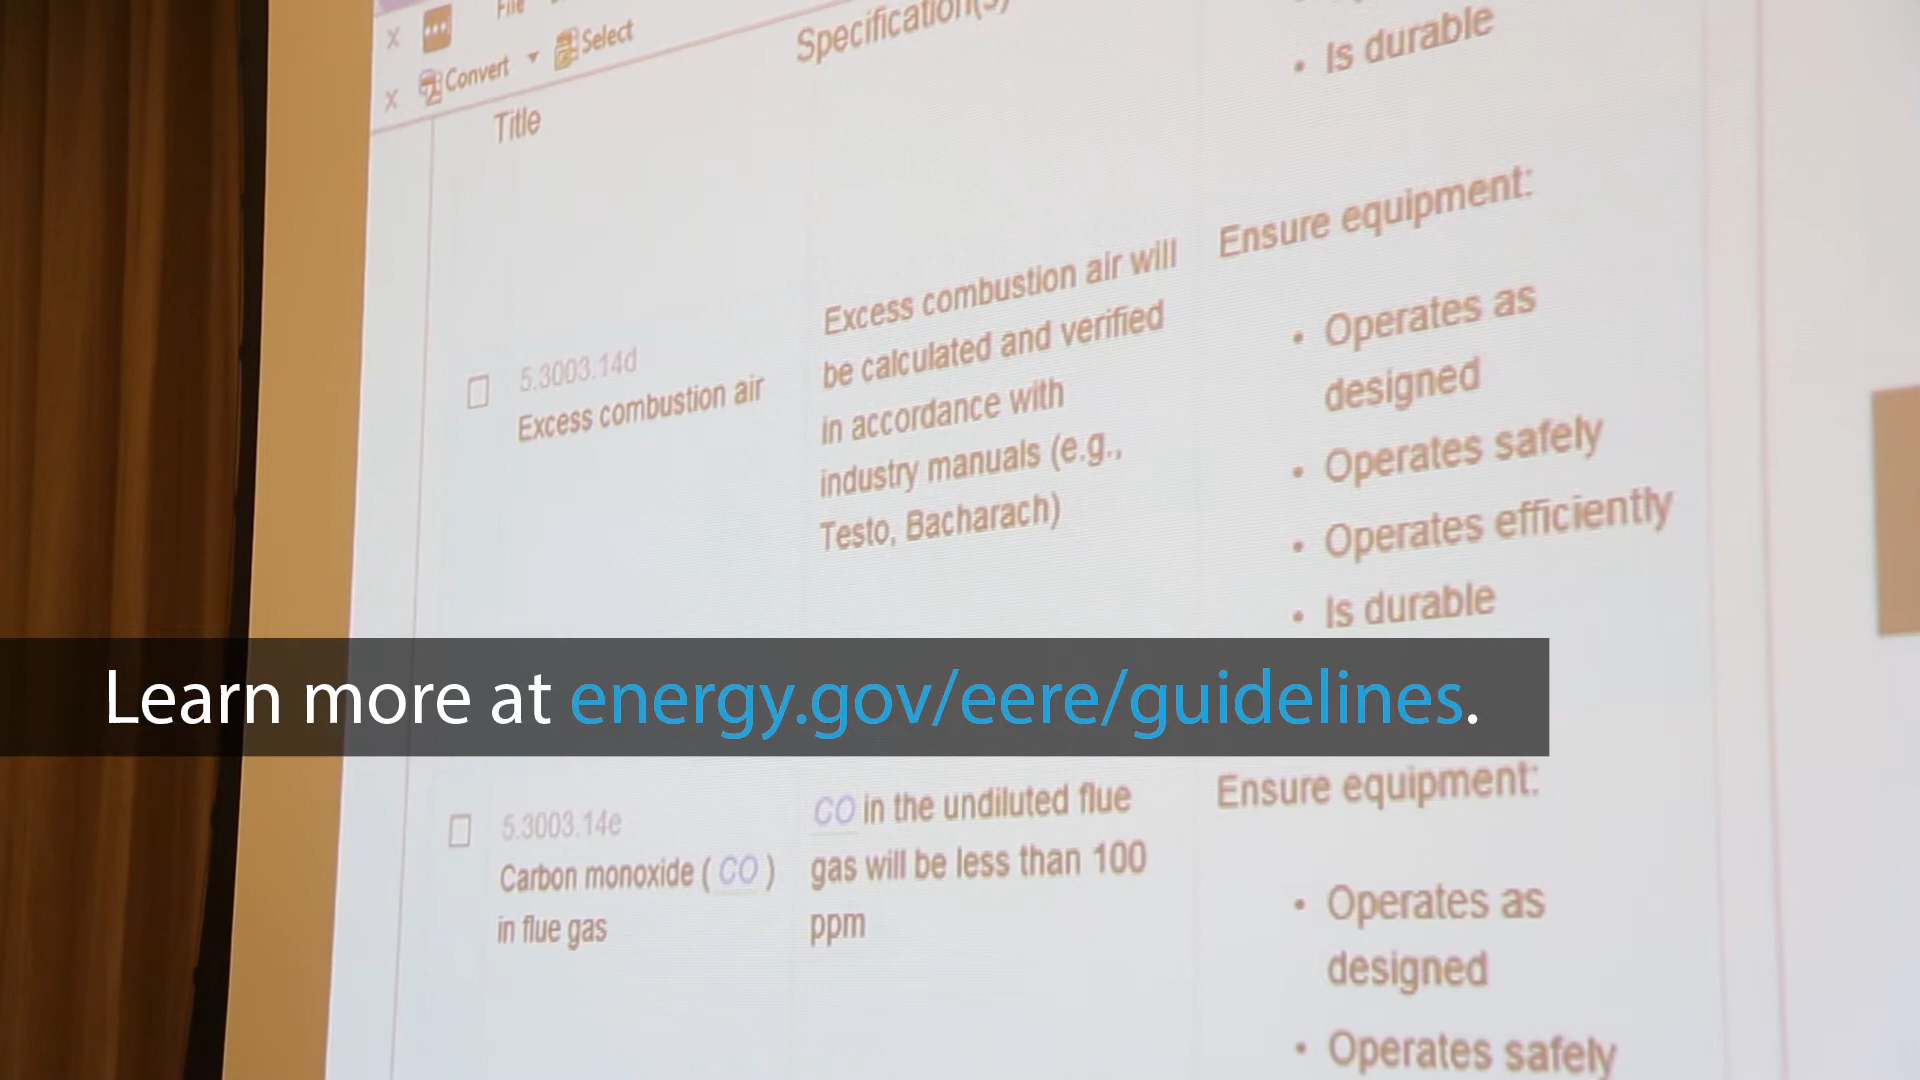 File
Convert
Select
Title
Specification(s)
• Is durable
5.3003.14d
Excess combustion air
Excess combustion air will
be calculated and verified
in accordance with
industry manuals (e.g.,
Testo, Bacharach)
Ensure equipment:
• Operates as
designed
• Operates safely
• Operates efficiently
• Is durable
Learn more at energy.gov/eere/guidelines.
5.3003.14e
Carbon monoxide ( CO )
in flue gas
CO in the undiluted flue
gas will be less than 100
ppm
Ensure equipment:
• Operates as
designed
• Operates safely